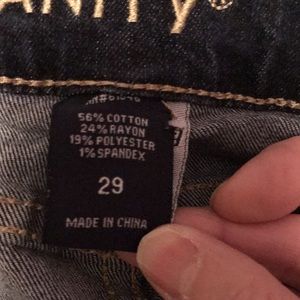 56% COTTON
24% RAYON
19% POLYESTER
1% SPANDEX
29
MADE IN CHINA